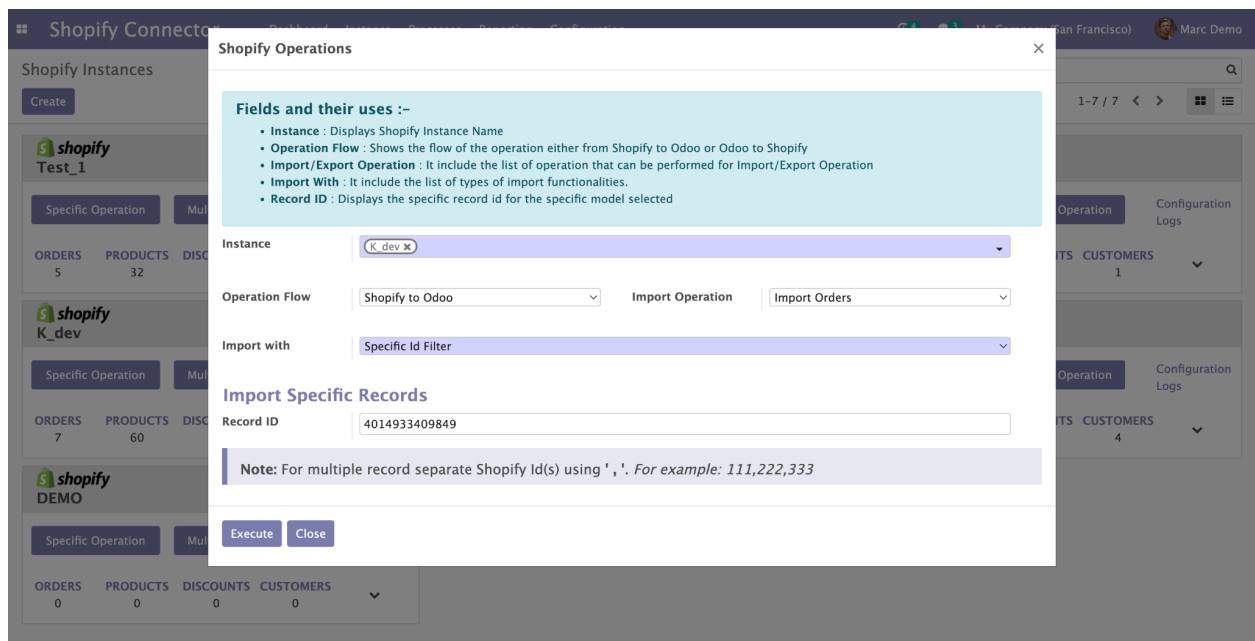 Shopify Connecto
4
3
San Francisco)
Marc Demo
Shopify Instances
Create
1-7 / 7
shopify
Test_1
Specific Operation
Operation
Configuration
Logs
ORDERS PRODUCTS
CUSTOMERS
5 32
1
shopify
K_dev
Specific Operation
Operation
Configuration
Logs
ORDERS PRODUCTS
CUSTOMERS
7 60
4
shopify
DEMO
Specific Operation
ORDERS PRODUCTS DISCOUNTS CUSTOMERS
0 0 0 0
Shopify Operations
Fields and their uses :-
• Instance : Displays Shopify Instance Name
• Operation Flow : Shows the flow of the operation either from Shopify to Odoo or Odoo to Shopify
• Import/Export Operation : It include the list of operation that can be performed for Import/Export Operation
• Import With : It include the list of types of import functionalities.
• Record ID : Displays the specific record id for the specific model selected
Instance K_dev
Operation Flow Shopify to Odoo Import Operation Import Orders
Import with Specific Id Filter
Import Specific Records
Record ID 4014933409849
Note: For multiple record separate Shopify Id(s) using ' , '. For example: 111,222,333
Execute Close